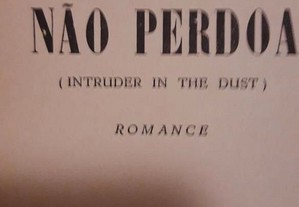 NÃO PERDOA
( INTRUDER IN THE DUST )
ROMANCE